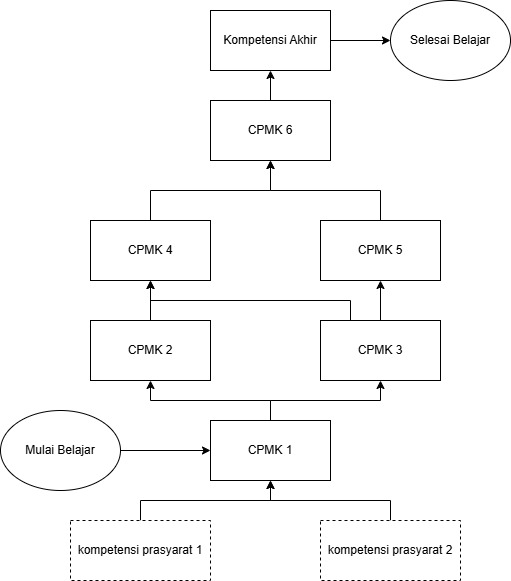 Kompetensi Akhir
Selesai Belajar
CPMK 6
CPMK 4
CPMK 5
CPMK 2
CPMK 3
Mulai Belajar
CPMK 1
kompetensi prasyarat 1
kompetensi prasyarat 2